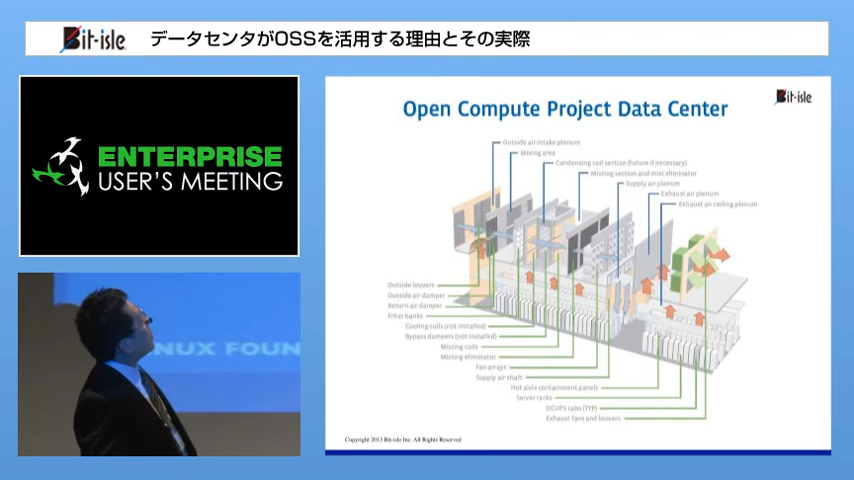 Bit-isle
データセンタがOSSを活用する理由とその実際
ENTERPRISE
USER'S MEETING
NUX FOUN
Bit-isle
Open Compute Project Data Center
Outside air intake plenum
Mixing area
Condensing coil section (future if necessary)
Misting section and mist eliminator
Supply air plenum
Exhaust air plenum
Exhaust air ceiling plenum
Outside louvers
Outside air damper
Return air damper
Filter banks
Cooling coils (not installed)
Bypass dampers (not installed)
Misting coils
Misting eliminator
Fan arrays
Supply air shaft
Hot aisle containment panels
Server racks
DCUPS cabs (TYP)
Exhaust fans and louvers
Copyright 2013 Bit-isle Inc. All Rights Reserved